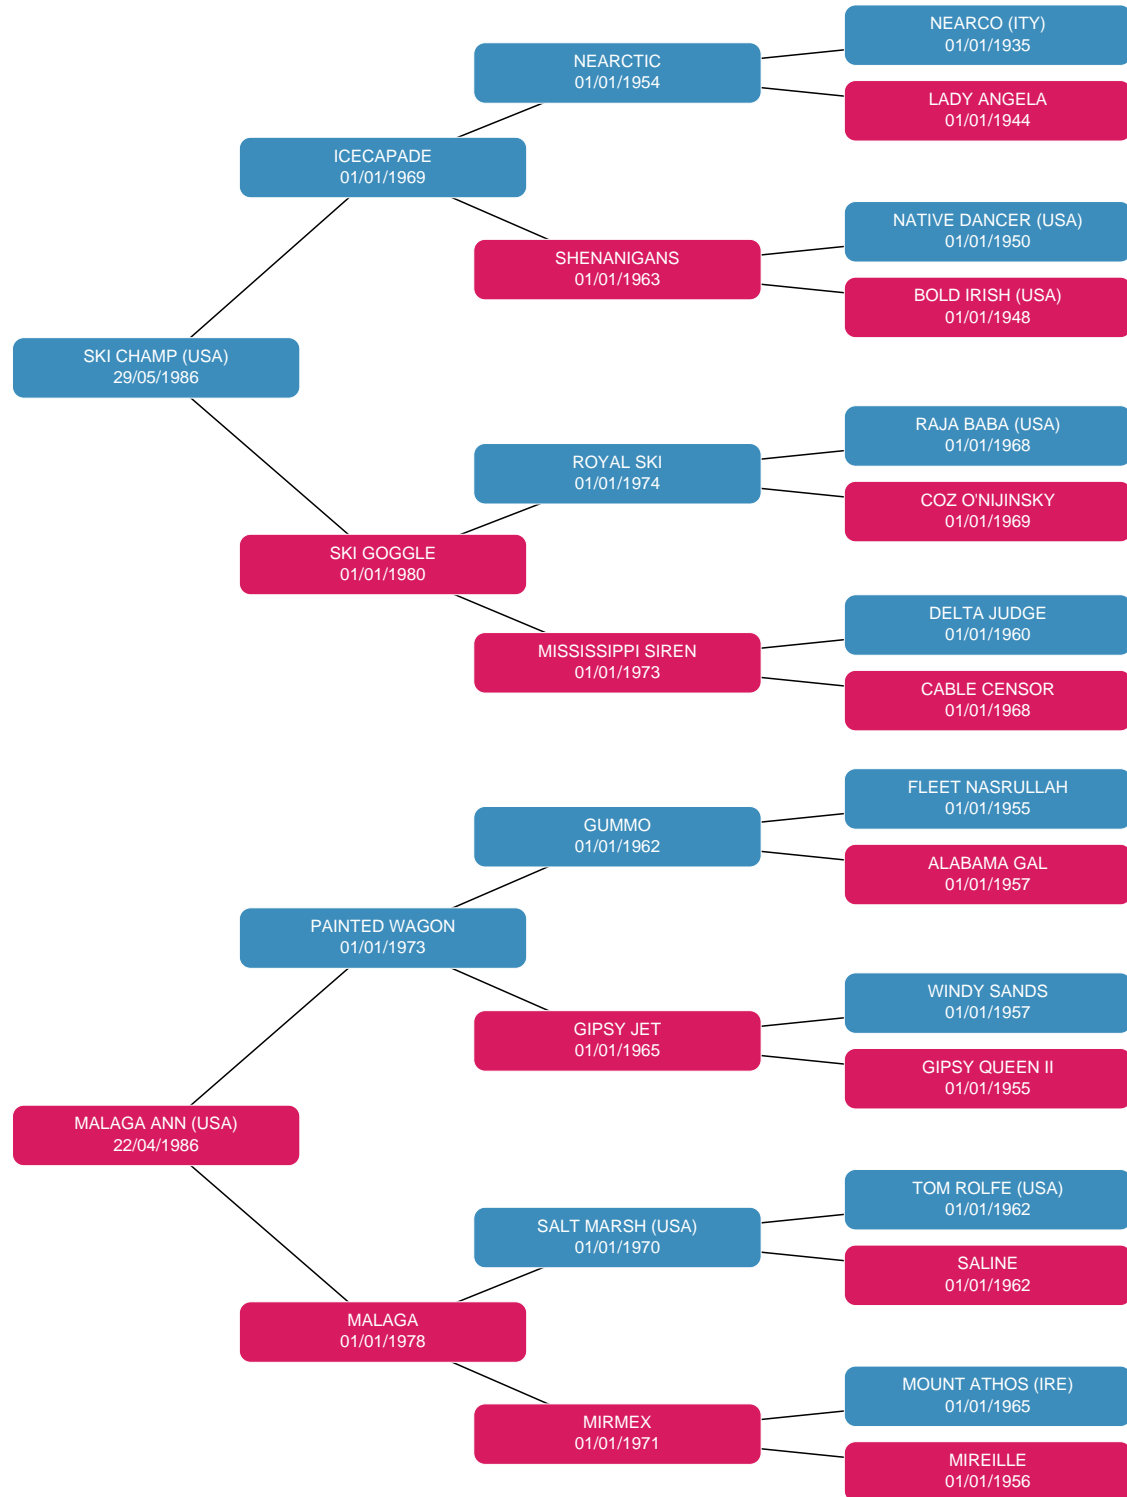 NEARCO (ITY)
01/01/1935
NEARCTIC
01/01/1954
LADY ANGELA
01/01/1944
ICECAPADE
01/01/1969
NATIVE DANCER (USA)
01/01/1950
SHENANIGANS
01/01/1963
BOLD IRISH (USA)
01/01/1948
SKI CHAMP (USA)
29/05/1986
RAJA BABA (USA)
01/01/1968
ROYAL SKI
01/01/1974
COZ O'NIJINSKY
01/01/1969
SKI GOGGLE
01/01/1980
DELTA JUDGE
01/01/1960
MISSISSIPPI SIREN
01/01/1973
CABLE CENSOR
01/01/1968
FLEET NASRULLAH
01/01/1955
GUMMO
01/01/1962
ALABAMA GAL
01/01/1957
PAINTED WAGON
01/01/1973
WINDY SANDS
01/01/1957
GIPSY JET
01/01/1965
GIPSY QUEEN II
01/01/1955
MALAGA ANN (USA)
22/04/1986
TOM ROLFE (USA)
01/01/1962
SALT MARSH (USA)
01/01/1970
SALINE
01/01/1962
MALAGA
01/01/1978
MOUNT ATHOS (IRE)
01/01/1965
MIRMEX
01/01/1971
MIREILLE
01/01/1956